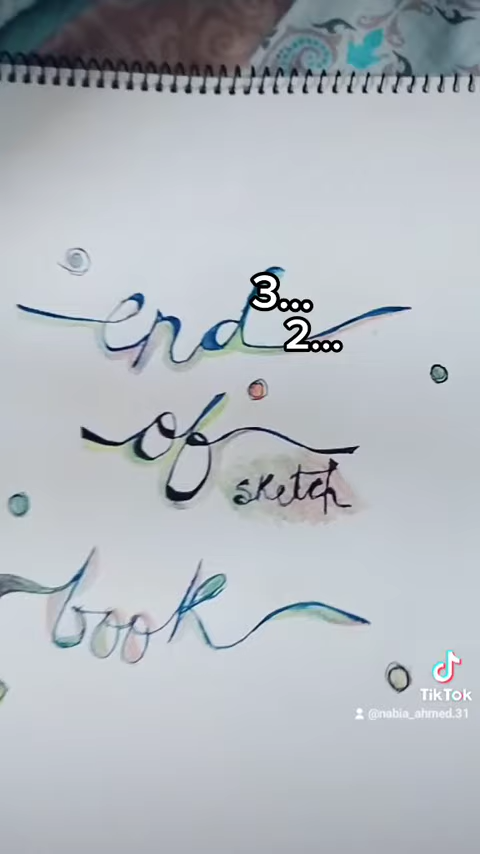 3...
end
2...
of
sketch
book
TikTok
@nabia_ahmed.31